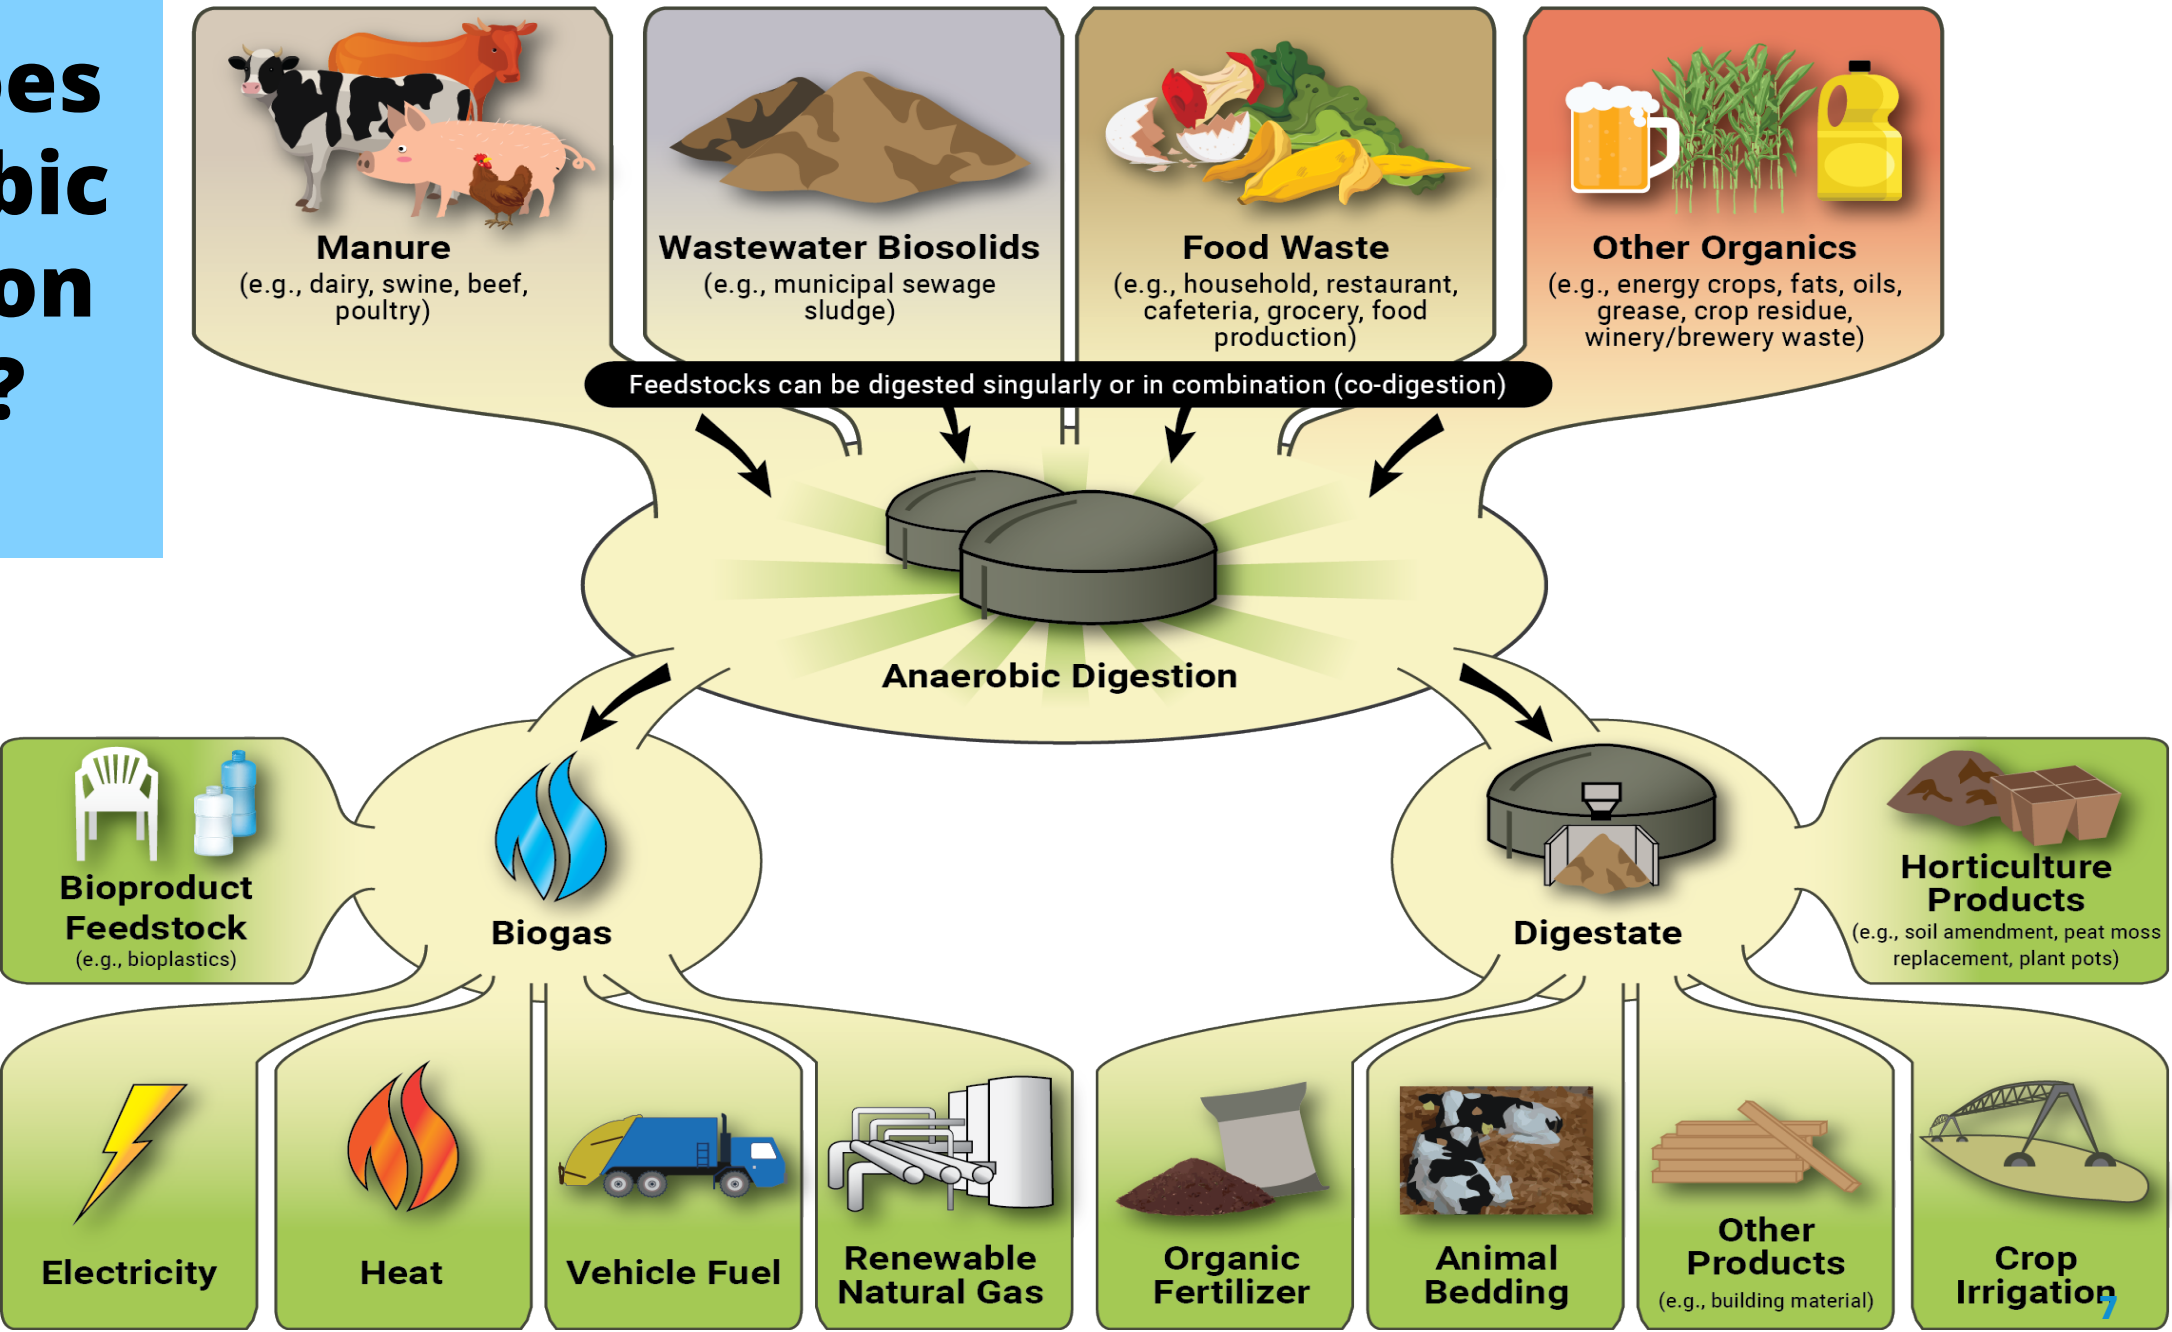 oes
bic
on
?
Manure
(e.g., dairy, swine, beef,
poultry)
Wastewater Biosolids
(e.g., municipal sewage
sludge)
Food Waste
(e.g., household, restaurant,
cafeteria, grocery, food
production)
Other Organics
(e.g., energy crops, fats, oils,
grease, crop residue,
winery/brewery waste)
Feedstocks can be digested singularly or in combination (co-digestion)
Anaerobic Digestion
Bioproduct
Feedstock
(e.g., bioplastics)
Biogas
Digestate
Horticulture
Products
(e.g., soil amendment, peat moss
replacement, plant pots)
Electricity
Heat
Vehicle Fuel
Renewable
Natural Gas
Organic
Fertilizer
Animal
Bedding
Other
Products
(e.g., building material)
Crop
Irrigation
7